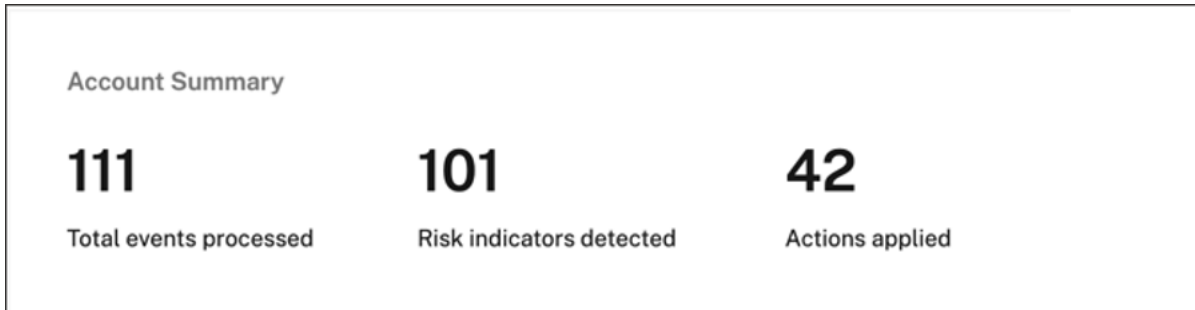 Account Summary
111
101
42
Total events processed
Risk indicators detected
Actions applied